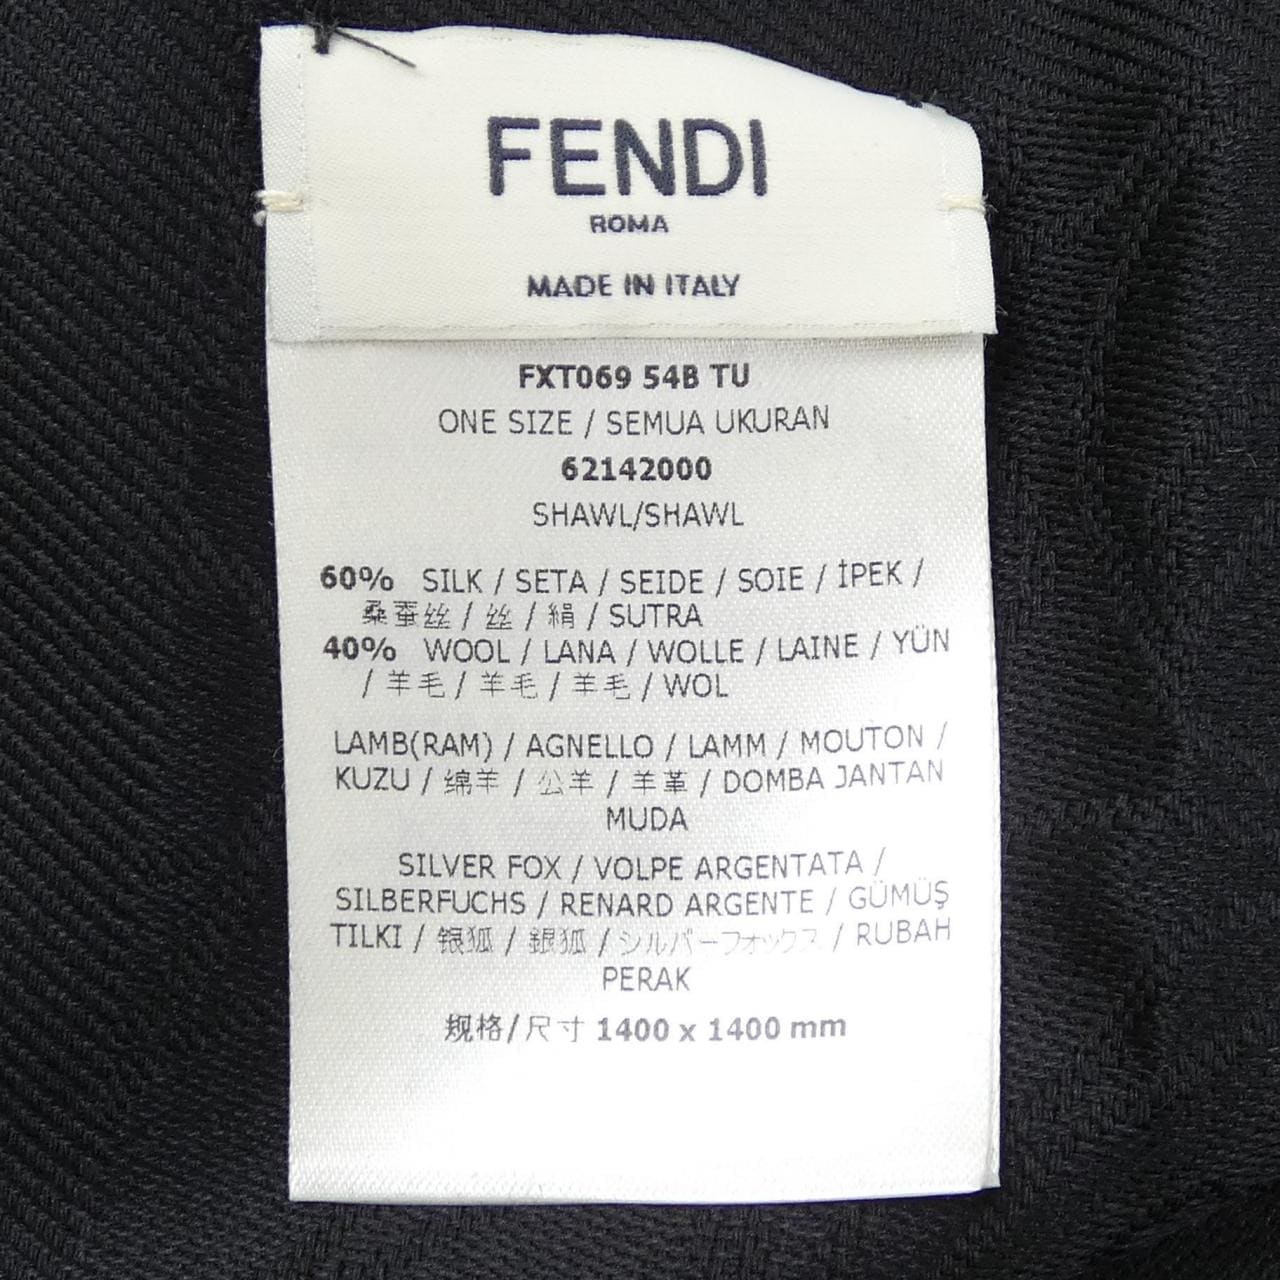 FENDI
ROMA
MADE IN ITALY
FXT069 54B TU
ONE SIZE / SEMUA UKURAN
62142000
SHAWL/SHAWL
60% SILK / SETA / SEIDE / SOIE / İPEK /
桑蚕丝 / 丝 / 絹 / SUTRA
40% WOOL / LANA / WOLLE / LAINE / YÜN
/ 羊毛 / 羊毛 / 羊毛 / WOL
LAMB(RAM) / AGNELLO / LAMM / MOUTON /
KUZU / 绵羊 / 公羊 / 羊革 / DOMBA JANTAN
MUDA
SILVER FOX / VOLPE ARGENTATA /
SILBERFUCHS / RENARD ARGENTE / GÜMÜŞ
TILKI / 银狐 / 銀狐 / シルバーフォックス / RUBAH
PERAK
规格/尺寸 1400 x 1400 mm